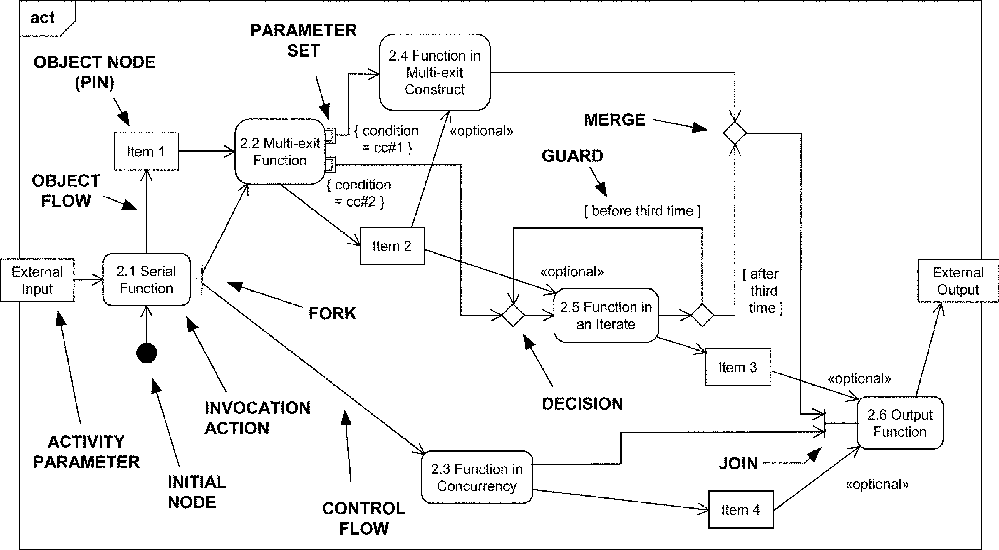 act
PARAMETER
SET
OBJECT NODE
(PIN)
2.4 Function in
Multi-exit
Construct
MERGE
{ condition
= cc#1 }
«optional»
2.2 Multi-exit
Function
Item 1
GUARD
OBJECT
FLOW
{ condition
= cc#2 }
[ before third time ]
Item 2
External
Input
2.1 Serial
Function
«optional»
[ after
third
time ]
External
Output
FORK
2.5 Function in
an Iterate
Item 3
«optional»
DECISION
INVOCATION
ACTION
2.6 Output
Function
ACTIVITY
PARAMETER
JOIN
2.3 Function in
Concurrency
INITIAL
NODE
«optional»
CONTROL
FLOW
Item 4